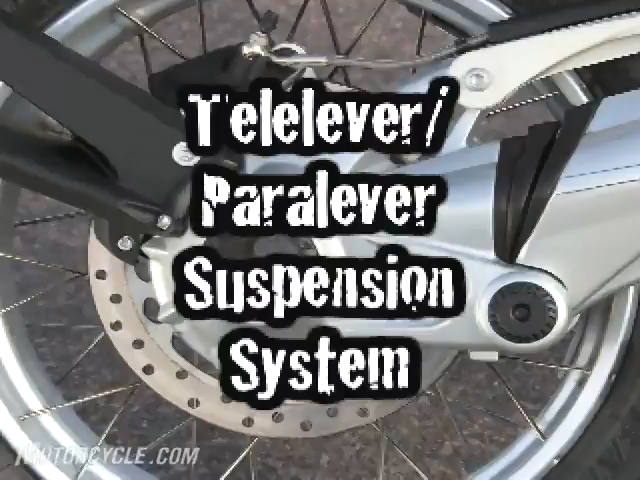 Telelever/
Paralever
Suspension
System
MOTORCYCLE.COM